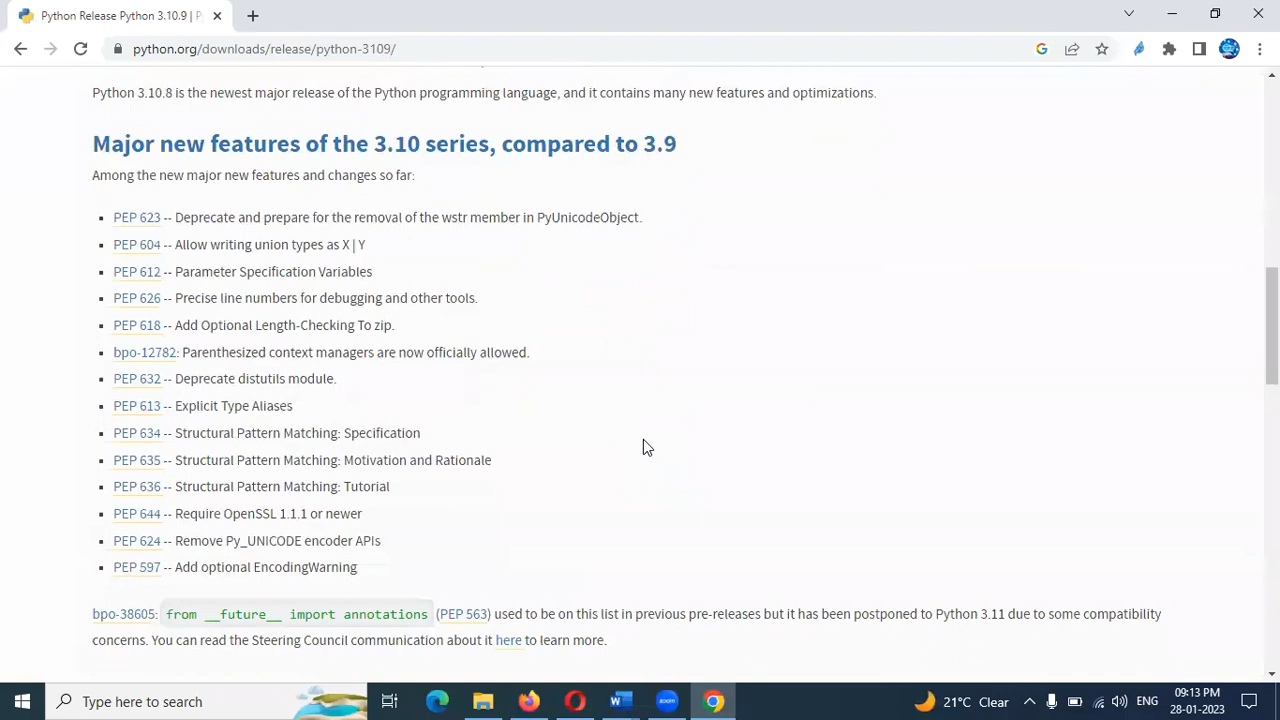 Python Release Python 3.10.9 | P
python.org/downloads/release/python-3109/
Python 3.10.8 is the newest major release of the Python programming language, and it contains many new features and optimizations.
Major new features of the 3.10 series, compared to 3.9
Among the new major new features and changes so far:
PEP 623 -- Deprecate and prepare for the removal of the wstr member in PyUnicodeObject.
PEP 604 -- Allow writing union types as X | Y
PEP 612 -- Parameter Specification Variables
PEP 626 -- Precise line numbers for debugging and other tools.
PEP 618 -- Add Optional Length-Checking To zip.
bpo-12782: Parenthesized context managers are now officially allowed.
PEP 632 -- Deprecate distutils module.
PEP 613 -- Explicit Type Aliases
PEP 634 -- Structural Pattern Matching: Specification
PEP 635 -- Structural Pattern Matching: Motivation and Rationale
PEP 636 -- Structural Pattern Matching: Tutorial
PEP 644 -- Require OpenSSL 1.1.1 or newer
PEP 624 -- Remove Py_UNICODE encoder APIs
PEP 597 -- Add optional EncodingWarning
bpo-38605: from __future__ import annotations (PEP 563) used to be on this list in previous pre-releases but it has been postponed to Python 3.11 due to some compatibility
concerns. You can read the Steering Council communication about it here to learn more.
Type here to search
zoom
21°C Clear
ENG
09:13 PM
28-01-2023